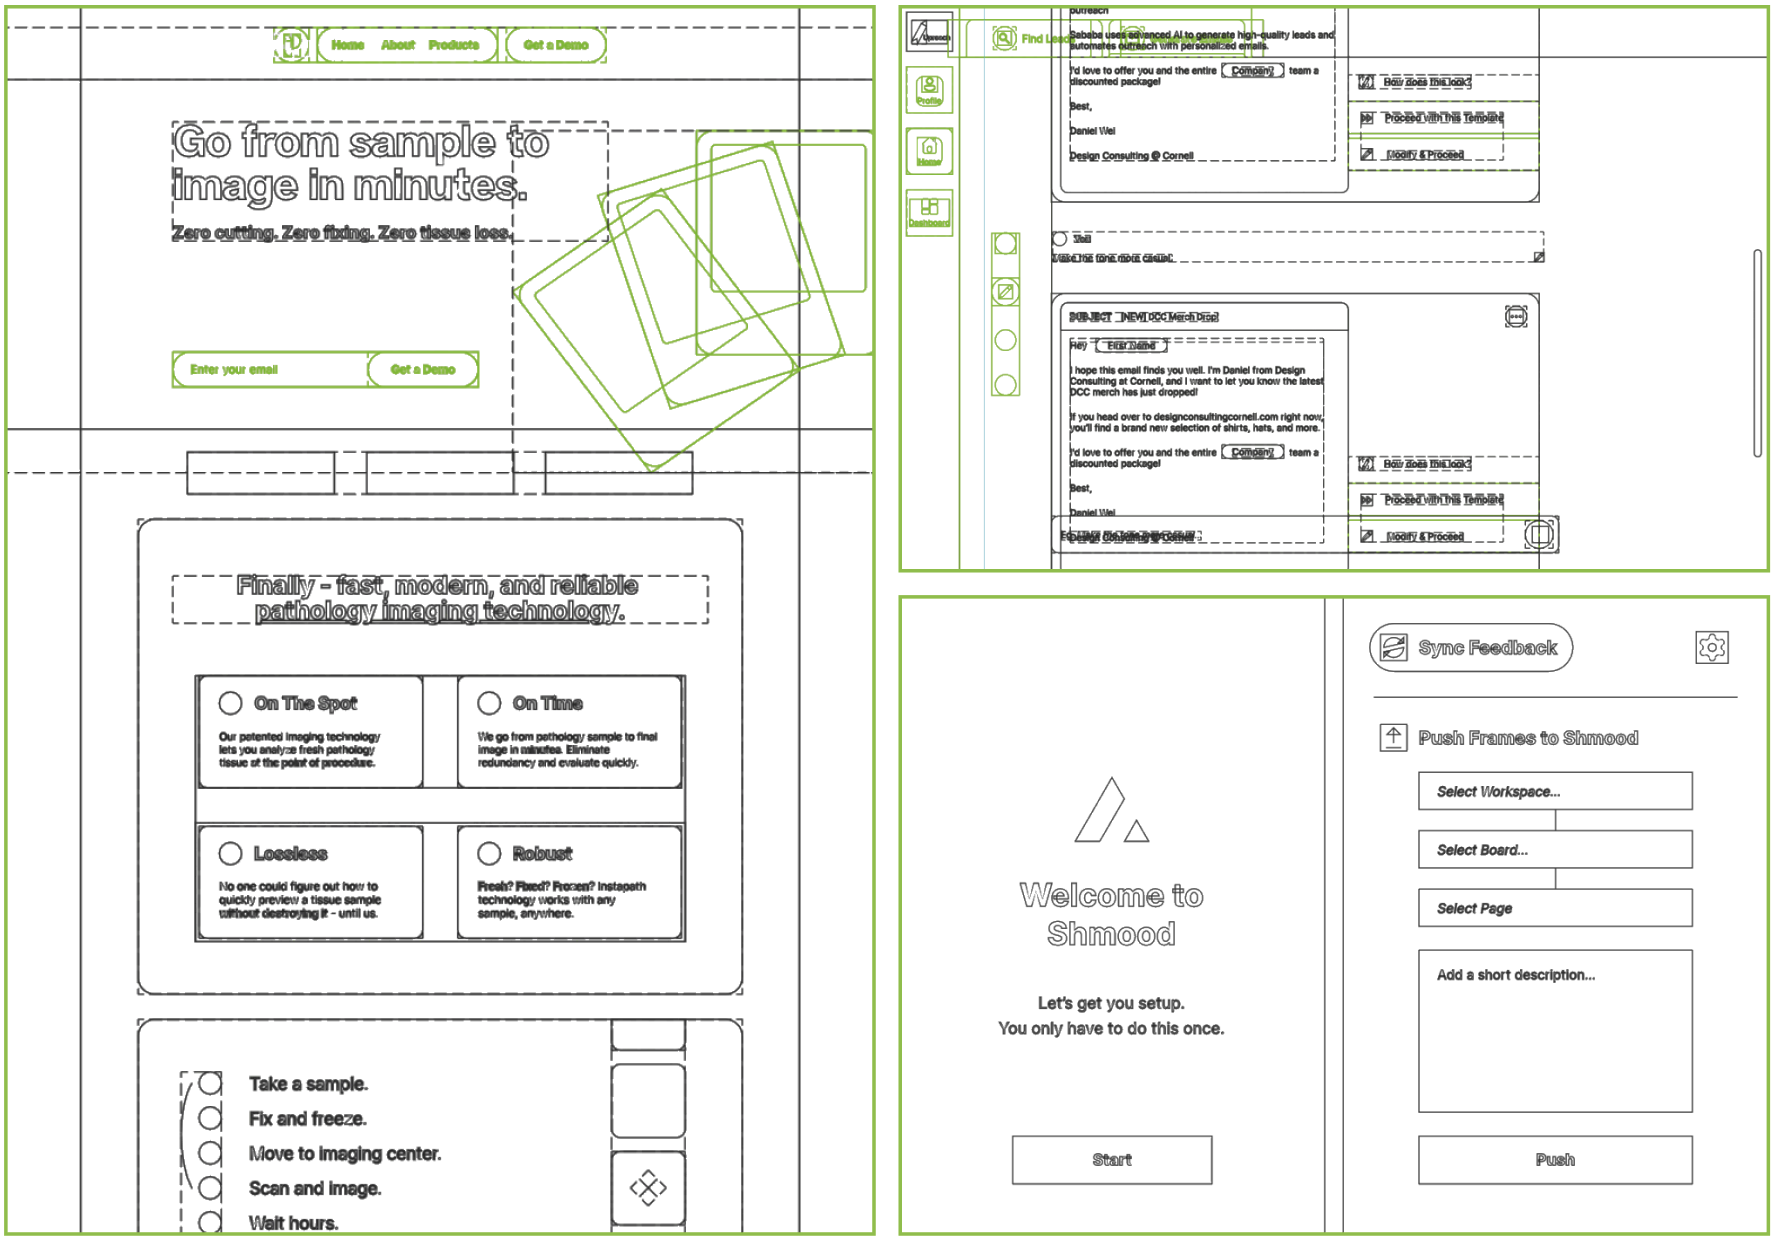 Home About Products Get a Demo
Go from sample to
image in minutes.
Zero cutting. Zero fixing. Zero tissue loss.
Enter your email Get a Demo
Finally - fast, modern, and reliable
pathology imaging technology.
On The Spot
Our patented imaging technology
lets you analyze fresh pathology
tissue at the point of procedure.
On Time
We go from pathology sample to final
image in minutes. Eliminate
redundancy and evaluate quickly.
Lossless
No one could figure out how to
quickly preview a tissue sample
without destroying it - until us.
Robust
Fresh? Fixed? Frozen? Instapath
technology works with any
sample, anywhere.
Take a sample.
Fix and freeze.
Move to imaging center.
Scan and image.
Wait hours.
Upreach
Profile
Home
Dashboard
Find Leads
outreach
Sababa uses advanced AI to generate high-quality leads and
automates outreach with personalized emails.
I'd love to offer you and the entire Company team a
discounted package!
Best,
Daniel Wei
Design Consulting @ Cornell
How does this look?
Proceed with this Template
Modify & Proceed
You
Make the tone more casual.
SUBJECT [NEW] DCC Merch Drop!
Hey First Name
I hope this email finds you well. I'm Daniel from Design
Consulting at Cornell, and I want to let you know the latest
DCC merch has just dropped!
If you head over to designconsultingcornell.com right now,
you'll find a brand new selection of shirts, hats, and more.
I'd love to offer you and the entire Company team a
discounted package!
Best,
Daniel Wei
Design Consulting @ Cornell
How does this look?
Proceed with this Template
Modify & Proceed
Welcome to
Shmood
Let's get you setup.
You only have to do this once.
Start
Sync Feedback
Push Frames to Shmood
Select Workspace...
Select Board...
Select Page
Add a short description...
Push